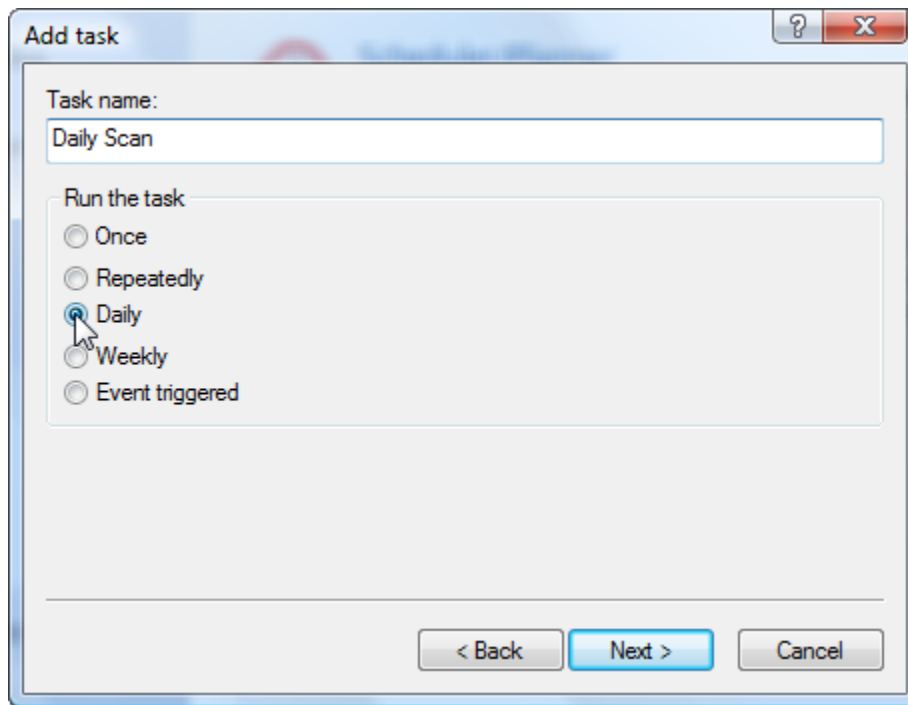 Add task
Task name:
Daily Scan
Run the task
Once
Repeatedly
Daily
Weekly
Event triggered
< Back
Next >
Cancel